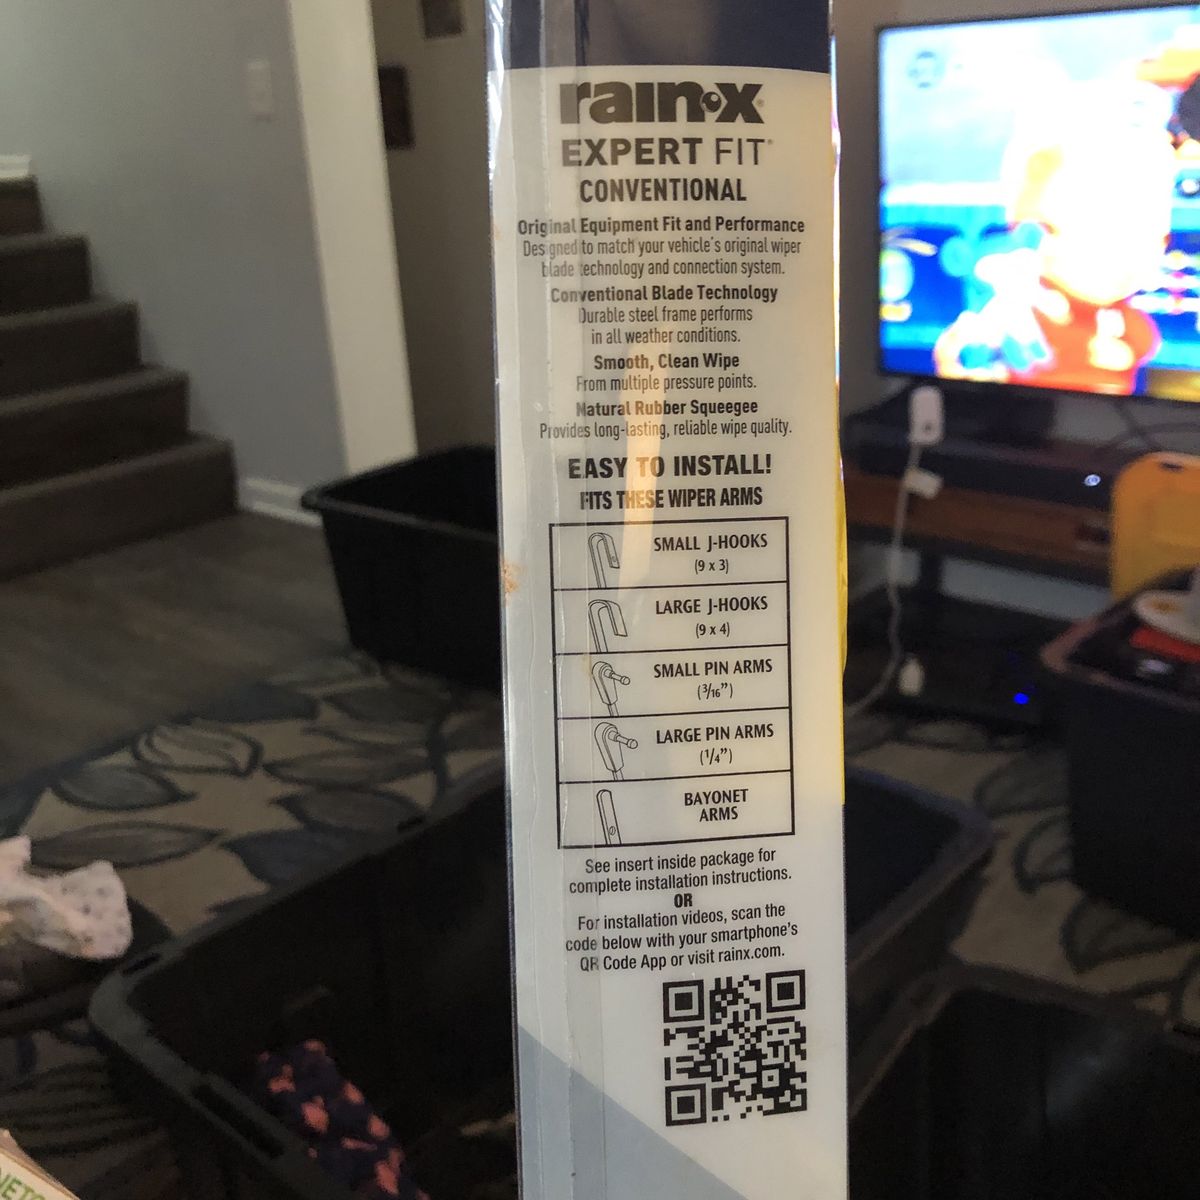 rain-x®
EXPERT FIT®
CONVENTIONAL
Original Equipment Fit and Performance
Designed to match your vehicle's original wiper
blade technology and connection system.
Conventional Blade Technology
Durable steel frame performs
in all weather conditions.
Smooth, Clean Wipe
From multiple pressure points.
Natural Rubber Squeegee
Provides long-lasting, reliable wipe quality.
EASY TO INSTALL!
FITS THESE WIPER ARMS
SMALL J-HOOKS
(9 x 3)
LARGE J-HOOKS
(9 x 4)
SMALL PIN ARMS
(3/16”)
LARGE PIN ARMS
(1/4”)
BAYONET
ARMS
See insert inside package for
complete installation instructions.
OR
For installation videos, scan the
code below with your smartphone's
QR Code App or visit rainx.com.